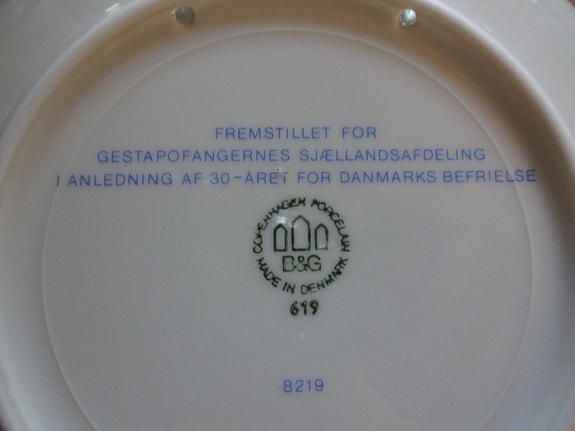 FREMSTILLET FOR
GESTAPOFANGERNES SJÆLLANDSAFDELING
I ANLEDNING AF 30-ÅRET FOR DANMARKS BEFRIELSE
COPENHAGEN PORCELAIN
B&G
MADE IN DENMARK
619
8219